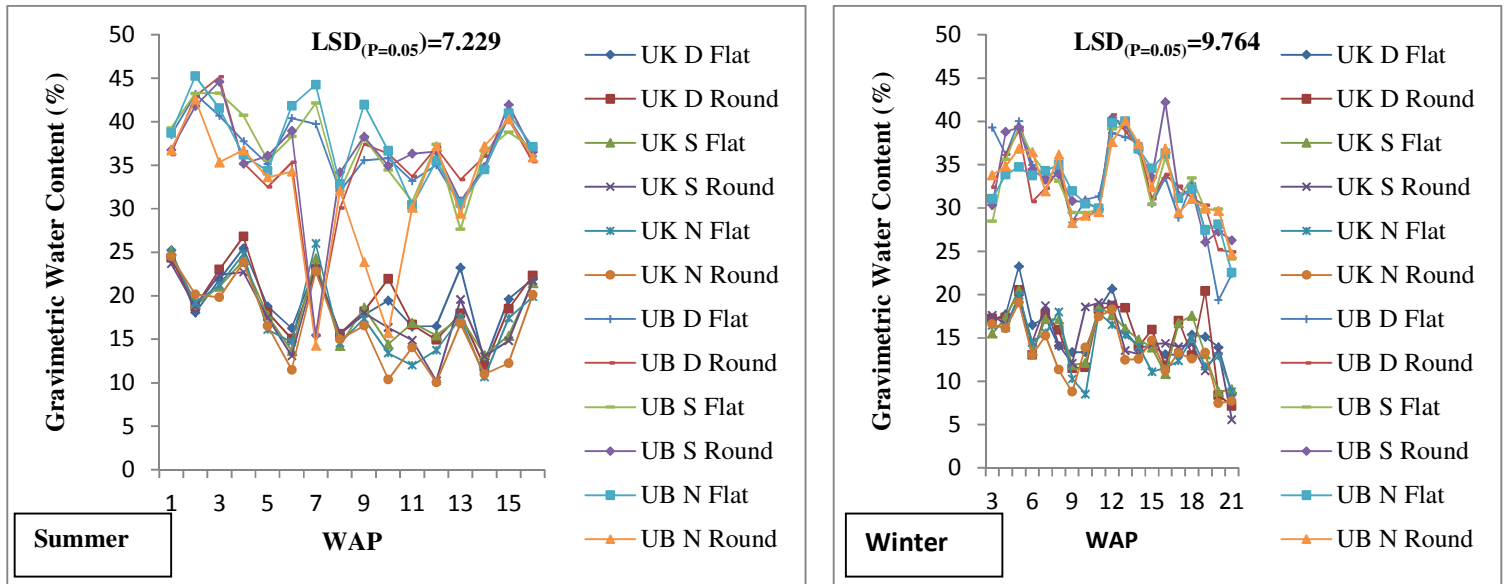 LSD(P=0.05)=7.229
Gravimetric Water Content (%)
50
45
40
35
30
25
20
15
10
5
0
1 3 5 7 9 11 13 15
WAP
Summer
UK D Flat
UK D Round
UK S Flat
UK S Round
UK N Flat
UK N Round
UB D Flat
UB D Round
UB S Flat
UB S Round
UB N Flat
UB N Round
LSD(P=0.05)=9.764
Gravimetric Water Content (%)
50
45
40
35
30
25
20
15
10
5
0
3 6 9 12 15 18 21
WAP
Winter
UK D Flat
UK D Round
UK S Flat
UK S Round
UK N Flat
UK N Round
UB D Flat
UB D Round
UB S Flat
UB S Round
UB N Flat
UB N Round